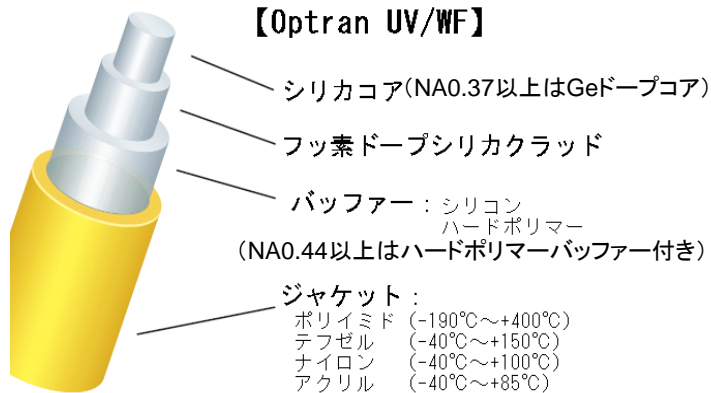 【Optran UV/WF】
シリカコア(NA0.37以上はGeドープコア)
フッ素ドープシリカクラッド
バッファー：シリコン
ハードポリマー
(NA0.44以上はハードポリマーバッファー付き)
ジャケット：
ポリイミド (-190℃～+400℃)
テフゼル (-40℃～+150℃)
ナイロン (-40℃～+100℃)
アクリル (-40℃～+85℃)